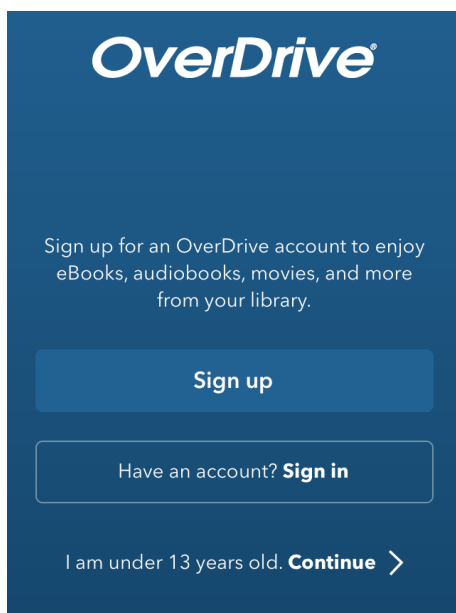 OverDrive®
Sign up for an OverDrive account to enjoy
eBooks, audiobooks, movies, and more
from your library.
Sign up
Have an account? Sign in
I am under 13 years old. Continue >